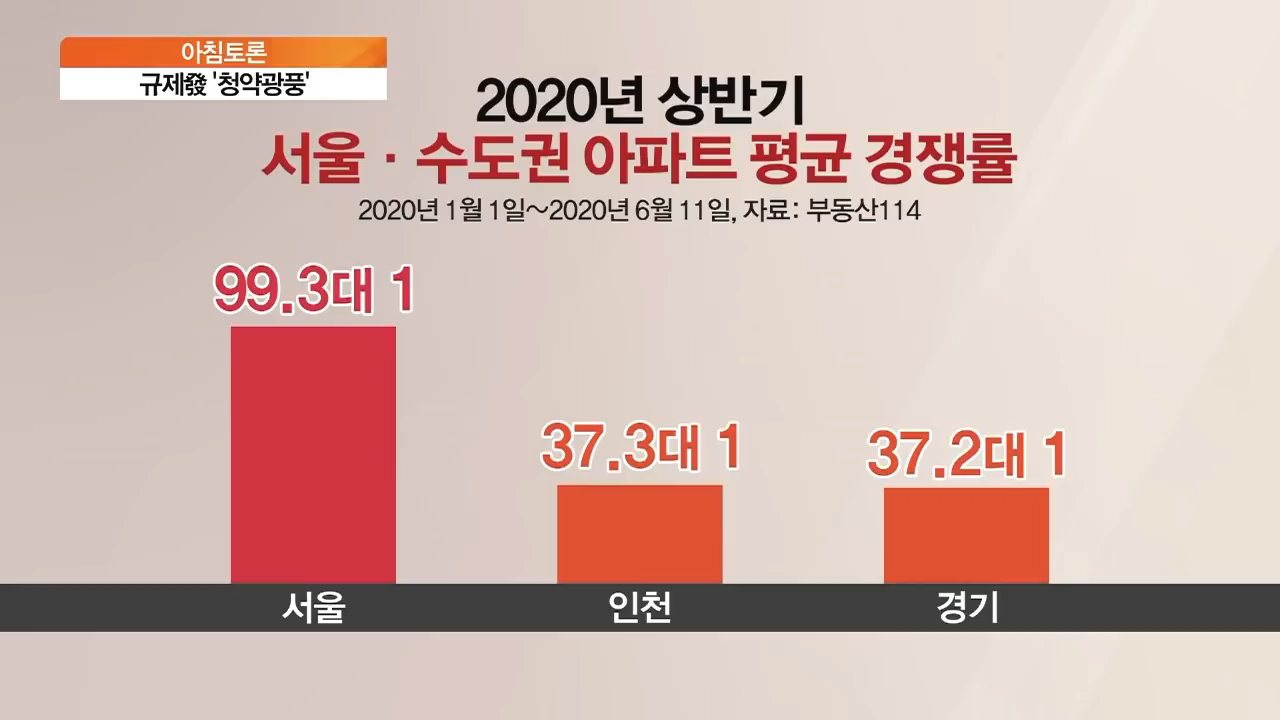 아침토론
규제發 '청약광풍'
2020년 상반기
서울 · 수도권 아파트 평균 경쟁률
2020년 1월 1일~2020년 6월 11일, 자료: 부동산114
99.3대 1
37.3대 1
37.2대 1
서울
인천
경기